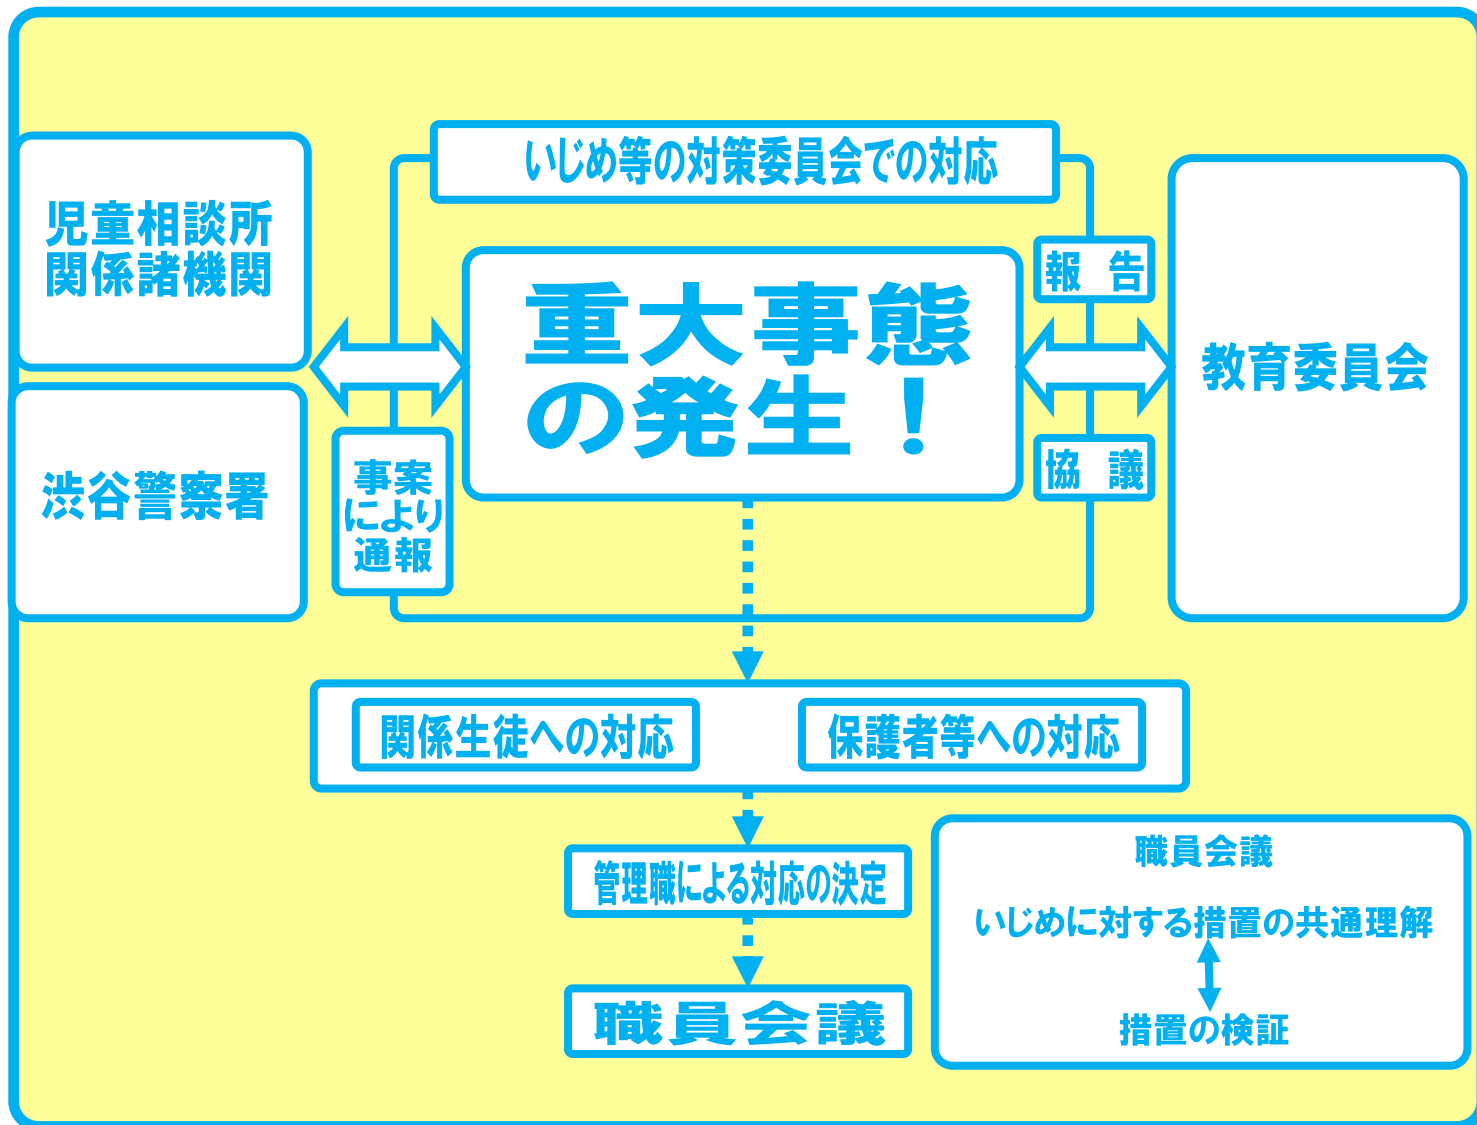 いじめ等の対策委員会での対応
児童相談所
関係諸機関
渋谷警察署
事案
により
通報
重大事態
の発生！
報　告
協　議
教育委員会
関係生徒への対応
保護者等への対応
管理職による対応の決定
職員会議
職員会議
いじめに対する措置の共通理解
措置の検証